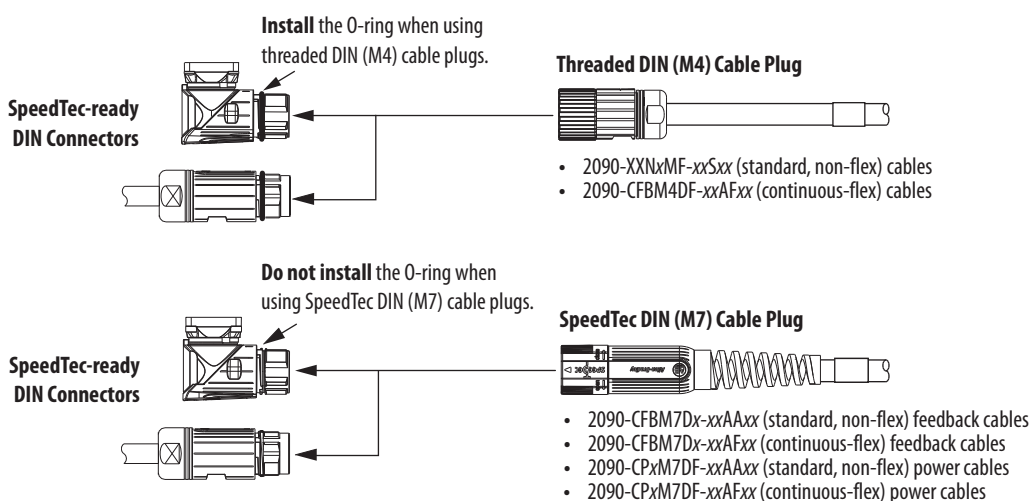 Install the O-ring when using
threaded DIN (M4) cable plugs.
SpeedTec-ready
DIN Connectors
Threaded DIN (M4) Cable Plug
• 2090-XXNxMF-xxSxx (standard, non-flex) cables
• 2090-CFBM4DF-xxAFxx (continuous-flex) cables
Do not install the O-ring when
using SpeedTec DIN (M7) cable plugs.
SpeedTec-ready
DIN Connectors
SpeedTec DIN (M7) Cable Plug
Allen-Bradley
• 2090-CFBM7Dx-xxAAxx (standard, non-flex) feedback cables
• 2090-CFBM7Dx-xxAFxx (continuous-flex) feedback cables
• 2090-CPxM7DF-xxAAxx (standard, non-flex) power cables
• 2090-CPxM7DF-xxAFxx (continuous-flex) power cables